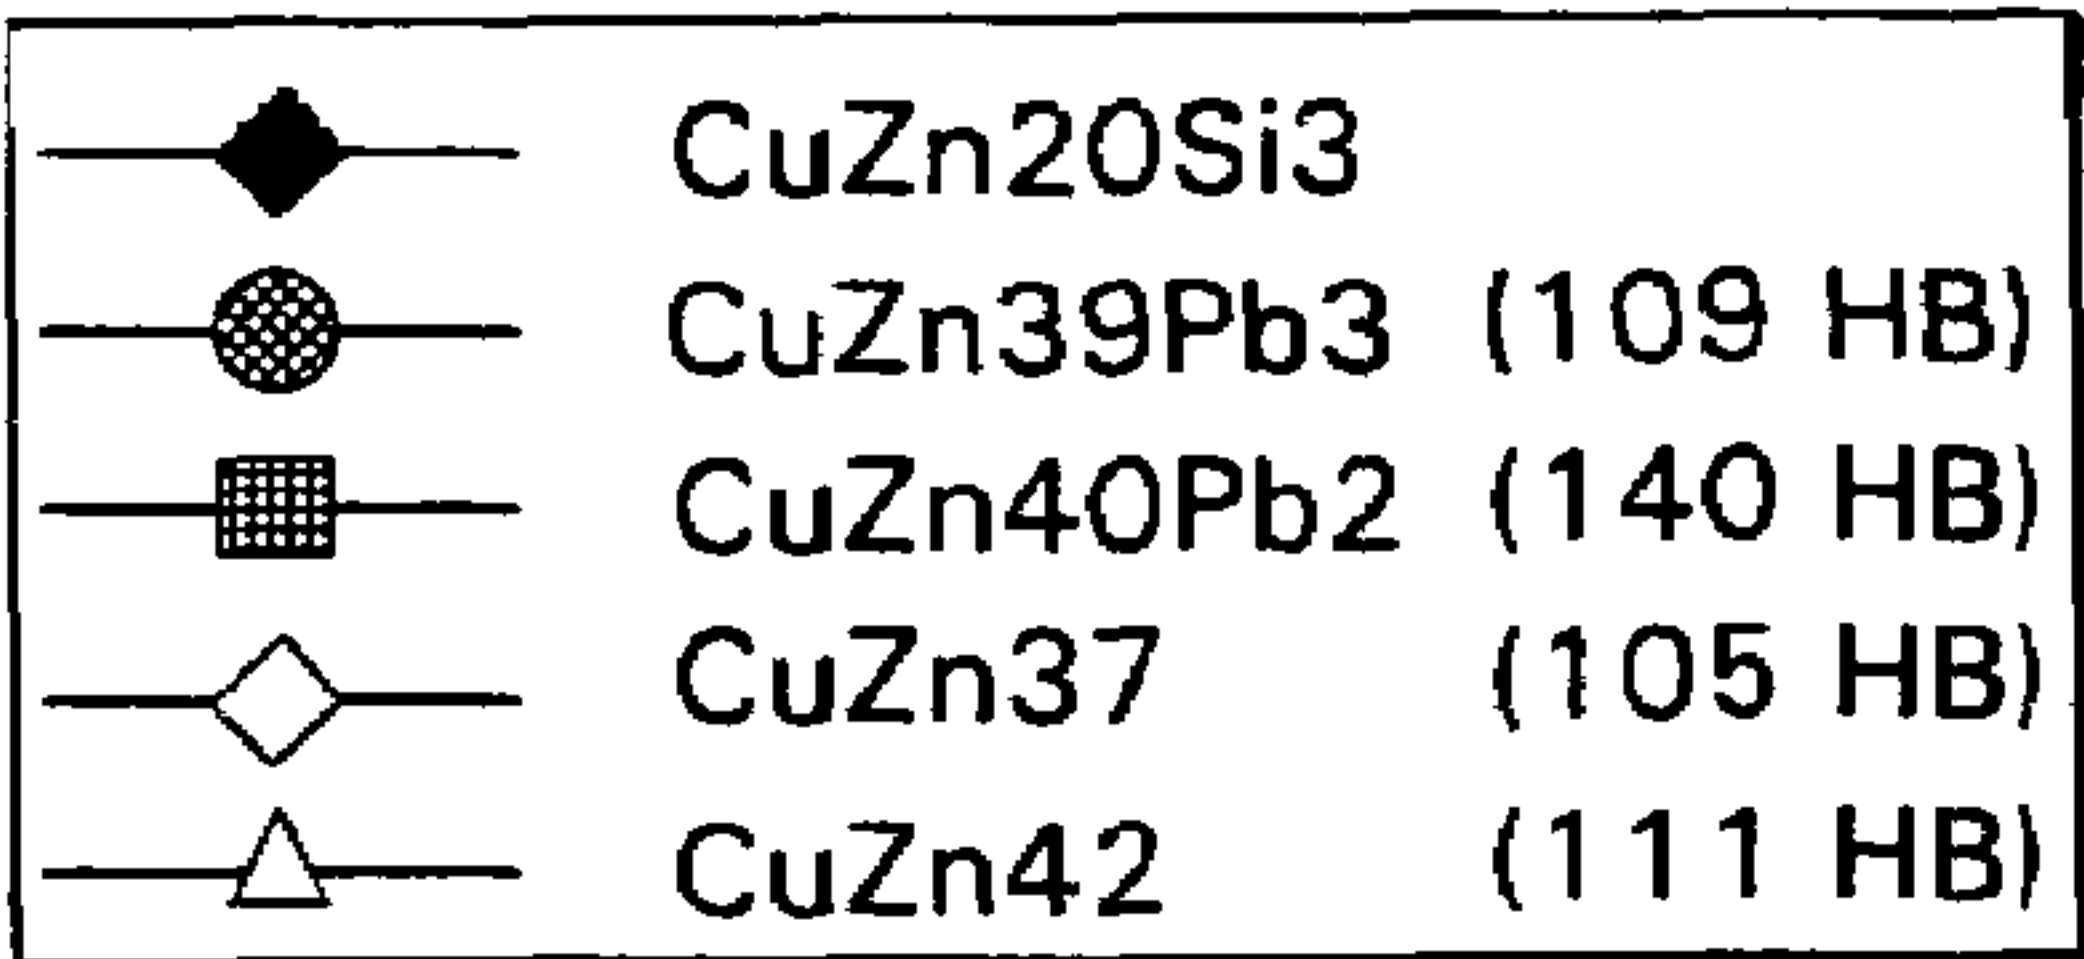 CuZn20Si3
CuZn39Pb3 (109 HB)
CuZn40Pb2 (140 HB)
CuZn37 (105 HB)
CuZn42 (111 HB)